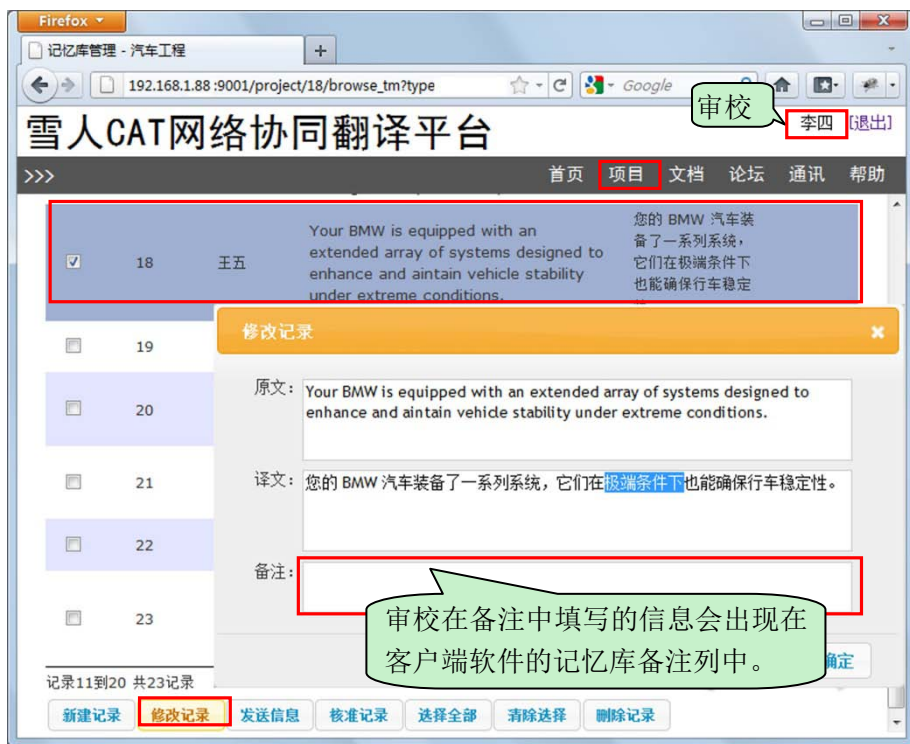 Firefox
记忆库管理 - 汽车工程
192.168.1.88 :9001/project/18/browse_tm?type
Google
审校
雪人CAT网络协同翻译平台
李四 [退出]
>>> 首页 项目 文档 论坛 通讯 帮助
18 王五
Your BMW is equipped with an
extended array of systems designed to
enhance and aintain vehicle stability
under extreme conditions.
您的 BMW 汽车装
备了一系列系统，
它们在极端条件下
也能确保行车稳定
修改记录
19
20
21
22
23
原文：
Your BMW is equipped with an extended array of systems designed to
enhance and aintain vehicle stability under extreme conditions.
译文：
您的 BMW 汽车装备了一系列系统，它们在极端条件下也能确保行车稳定性。
备注：
审校在备注中填写的信息会出现在
客户端软件的记忆库备注列中。
确定
记录11到20 共23记录
新建记录 修改记录 发送信息 核准记录 选择全部 清除选择 删除记录